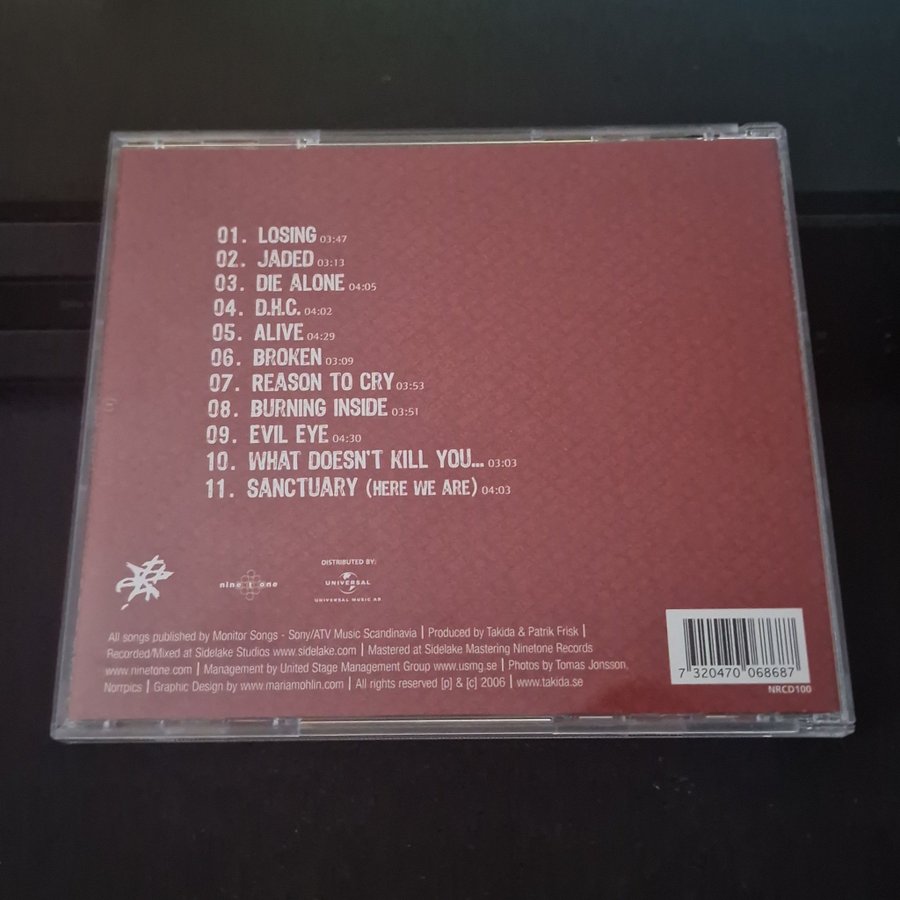 01. LOSING 03:47
02. JADED 03:13
03. DIE ALONE 04:05
04. D.H.C. 04:02
05. ALIVE 04:29
06. BROKEN 03:09
07. REASON TO CRY 03:53
08. BURNING INSIDE 03:51
09. EVIL EYE 04:30
10. WHAT DOESN'T KILL YOU... 03:03
11. SANCTUARY (HERE WE ARE) 04:03
nine t one
DISTRIBUTED BY:
UNIVERSAL
UNIVERSAL MUSIC AB
All songs published by Monitor Songs - Sony/ATV Music Scandinavia | Produced by Takida & Patrik Frisk |
Recorded/Mixed at Sidelake Studios www.sidelake.com | Mastered at Sidelake Mastering Ninetone Records
www.ninetone.com | Management by United Stage Management Group www.usmg.se | Photos by Tomas Jonsson,
Norrpics | Graphic Design by www.mariamohlin.com | All rights reserved [p] & [c] 2006 | www.takida.se
7 320470 068687
NRCD100